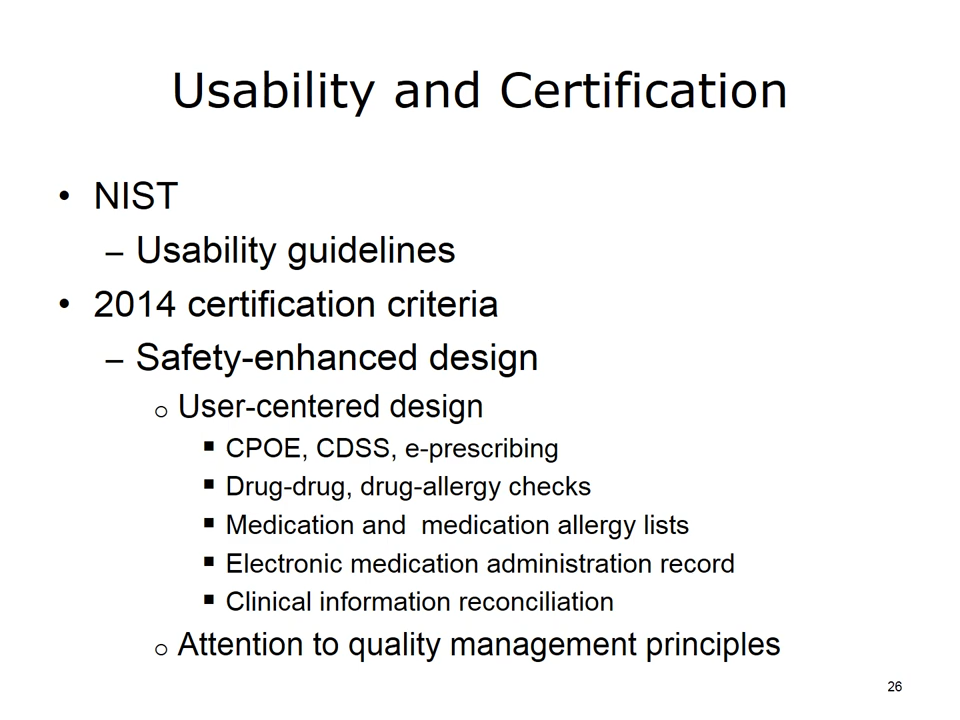 Usability and Certification
• NIST
– Usability guidelines
• 2014 certification criteria
– Safety-enhanced design
o User-centered design
▪ CPOE, CDSS, e-prescribing
▪ Drug-drug, drug-allergy checks
▪ Medication and  medication allergy lists
▪ Electronic medication administration record
▪ Clinical information reconciliation
o Attention to quality management principles
26